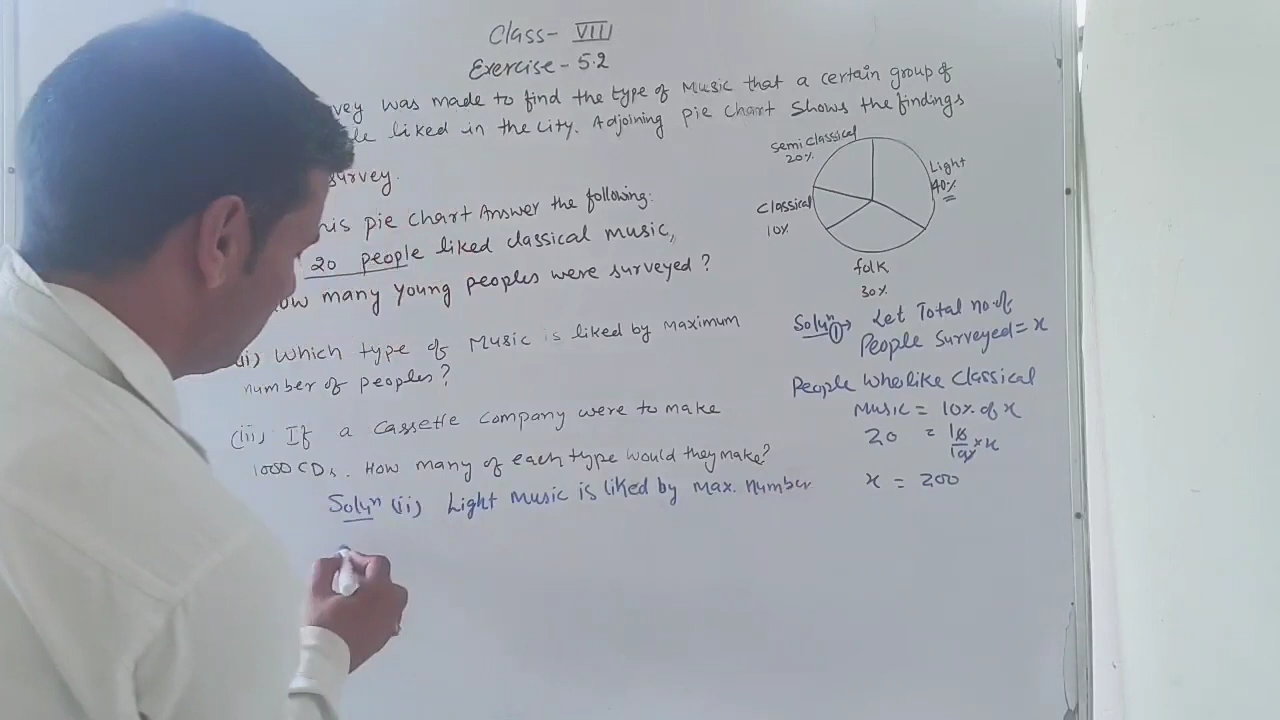 Class- VIII
Exercise - 5.2
vey was made to find the type of Music that a certain group of
le liked in the city. Adjoining pie chart shows the findings
survey.
his pie chart Answer the following:
20 people liked classical music,
how many young peoples were surveyed?
(ii) Which type of Music is liked by maximum
number of peoples?
(iii) If a cassette company were to make
1000 CDs. How many of each type would they make?
Soluⁿ (ii) Light music is liked by Max. number
Semi Classical
20%
Light
40%
Classical
10%
folk
30%
Soluⁿ (i) → Let Total no. of
People Surveyed = x
People who like Classical
Music = 10% of x
20 = 10/100 × x
x = 200